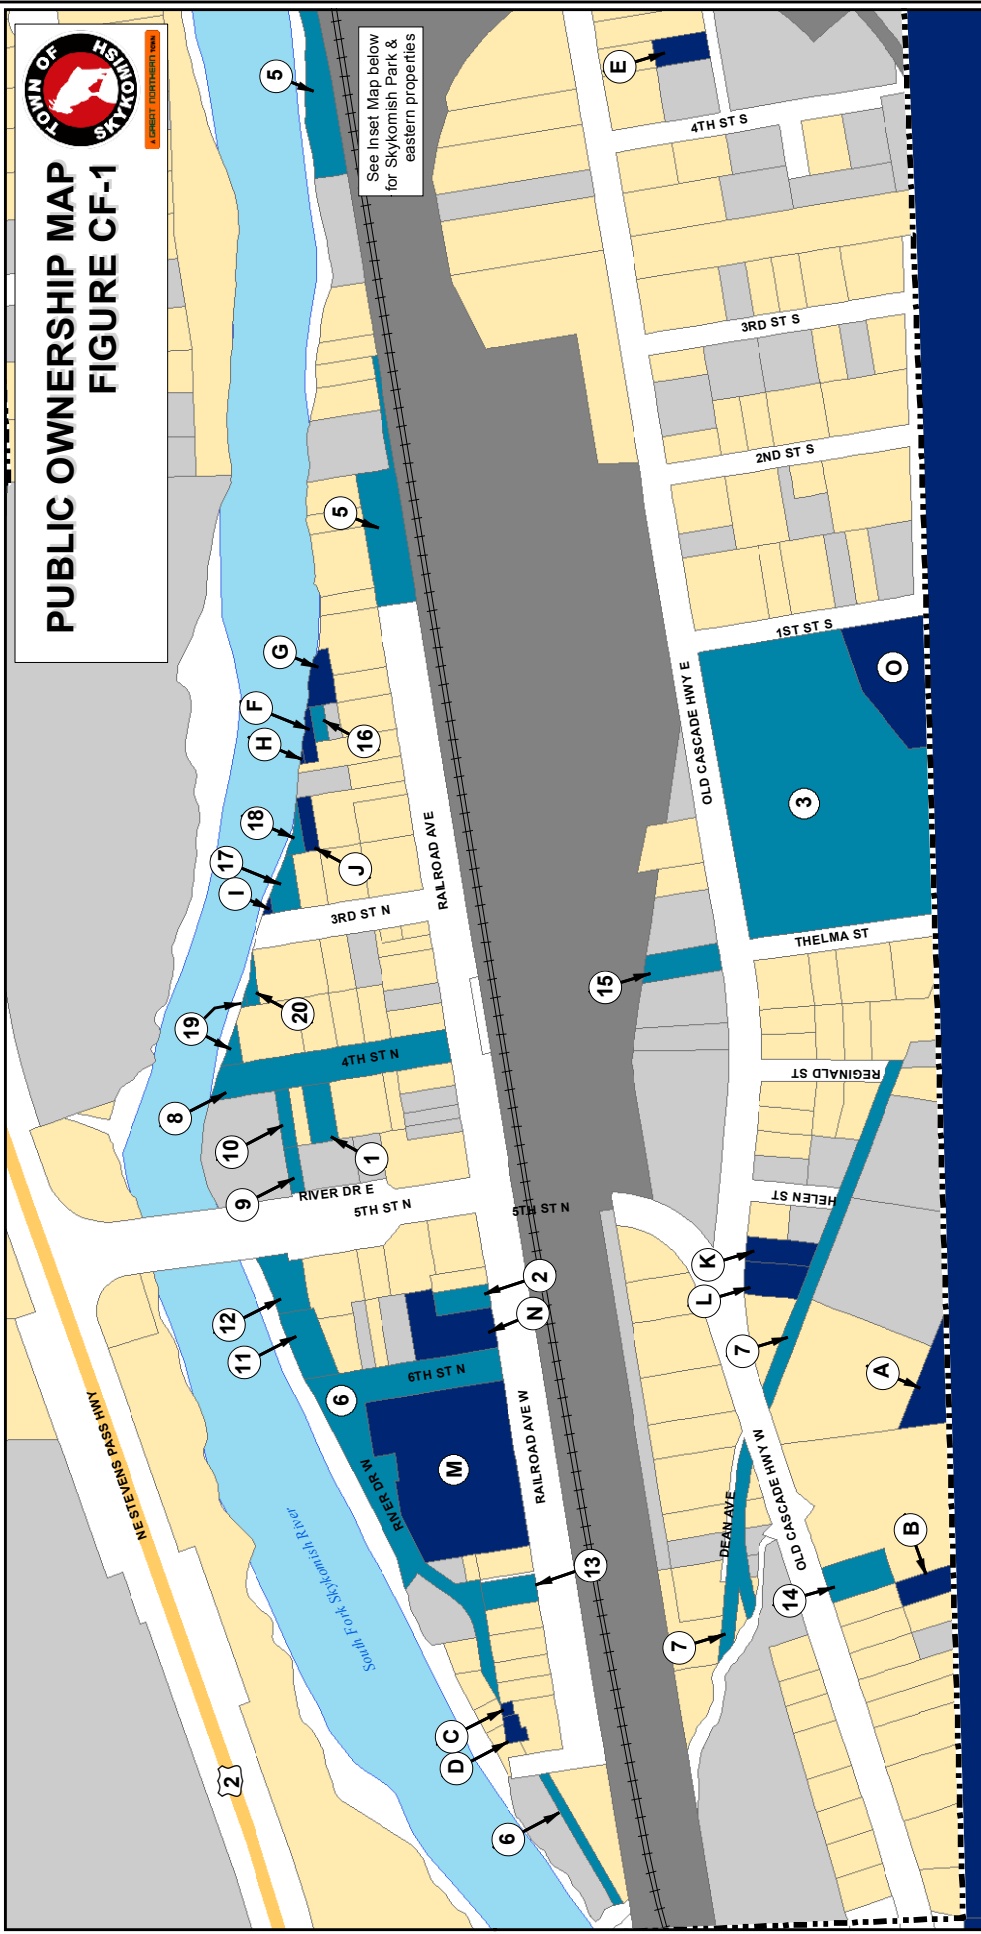 PUBLIC OWNERSHIP MAP
FIGURE CF-1
TOWN OF
SKYKOMISH
A GREAT NORTHERN TOWN
See Inset Map below
for Skykomish Park &
eastern properties
NE STEVENS PASS HWY
2
South Fork Skykomish River
5
5
G
F
H
16
18
17
I
J
3RD ST N
RAILROAD AVE
19
20
8
4TH ST N
10
9
1
RIVER DR E
5TH ST N
5TH ST N
12
11
2
N
6
6TH ST N
M
RIVER DR W
RAILROAD AVE W
13
C
D
6
E
4TH ST S
3RD ST S
2ND ST S
1ST ST S
OLD CASCADE HWY E
O
3
THELMA ST
15
REGINALD ST
HELEN ST
K
L
7
A
OLD CASCADE HWY W
DEAN AVE
B
14
7